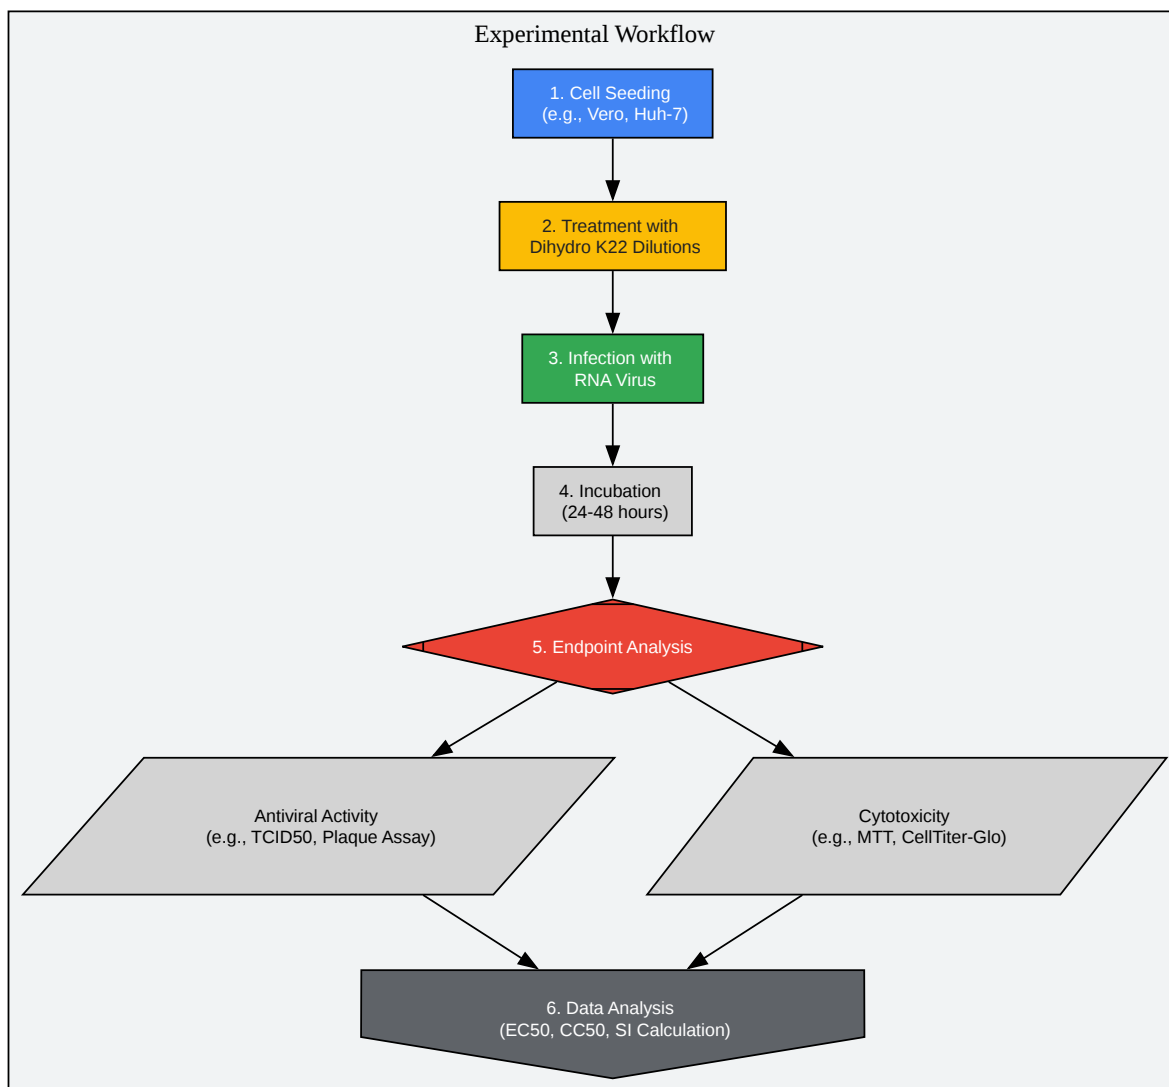 Experimental Workflow
1. Cell Seeding
(e.g., Vero, Huh-7)
2. Treatment with
Dihydro K22 Dilutions
3. Infection with
RNA Virus
4. Incubation
(24-48 hours)
5. Endpoint Analysis
Antiviral Activity
(e.g., TCID50, Plaque Assay)
Cytotoxicity
(e.g., MTT, CellTiter-Glo)
6. Data Analysis
(EC50, CC50, SI Calculation)